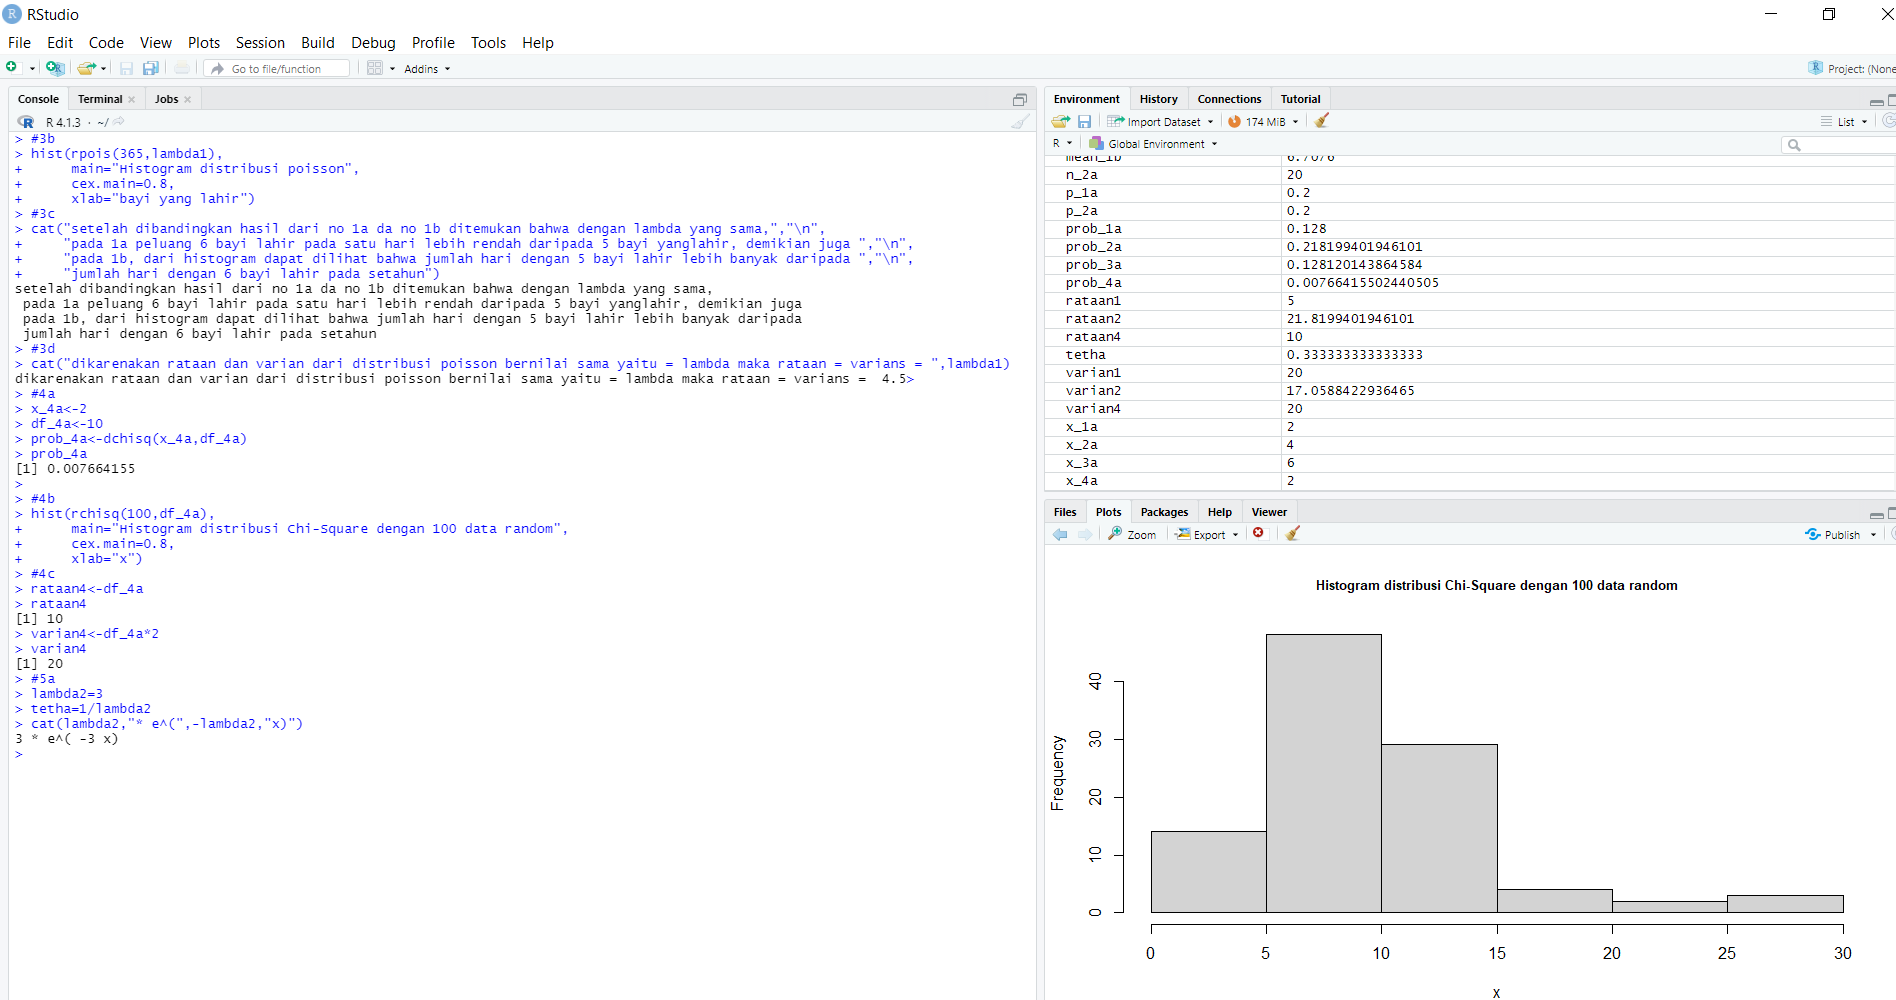 RStudio
File Edit Code View Plots Session Build Debug Profile Tools Help
Go to file/function Addins Project: (None
Console Terminal Jobs
R 4.1.3 · ~/
> #3b
> hist(rpois(365,lambda1),
+      main="Histogram distribusi poisson",
+      cex.main=0.8,
+      xlab="bayi yang lahir")
> #3c
> cat("setelah dibandingkan hasil dari no 1a da no 1b ditemukan bahwa dengan lambda yang sama,","\n",
+     "pada 1a peluang 6 bayi lahir pada satu hari lebih rendah daripada 5 bayi yanglahir, demikian juga ","\n",
+     "pada 1b, dari histogram dapat dilihat bahwa jumlah hari dengan 5 bayi lahir lebih banyak daripada ","\n",
+     "jumlah hari dengan 6 bayi lahir pada setahun")
setelah dibandingkan hasil dari no 1a da no 1b ditemukan bahwa dengan lambda yang sama,
 pada 1a peluang 6 bayi lahir pada satu hari lebih rendah daripada 5 bayi yanglahir, demikian juga
 pada 1b, dari histogram dapat dilihat bahwa jumlah hari dengan 5 bayi lahir lebih banyak daripada
 jumlah hari dengan 6 bayi lahir pada setahun
> #3d
> cat("dikarenakan rataan dan varian dari distribusi poisson bernilai sama yaitu = lambda maka rataan = varians = ",lambda1)
dikarenakan rataan dan varian dari distribusi poisson bernilai sama yaitu = lambda maka rataan = varians =  4.5>
> #4a
> x_4a<-2
> df_4a<-10
> prob_4a<-dchisq(x_4a,df_4a)
> prob_4a
[1] 0.007664155
>
> #4b
> hist(rchisq(100,df_4a),
+      main="Histogram distribusi Chi-Square dengan 100 data random",
+      cex.main=0.8,
+      xlab="x")
> #4c
> rataan4<-df_4a
> rataan4
[1] 10
> varian4<-df_4a*2
> varian4
[1] 20
> #5a
> lambda2=3
> tetha=1/lambda2
> cat(lambda2,"* e^(",-lambda2,"x)")
3 * e^( -3 x)
>
Environment History Connections Tutorial
Import Dataset 174 MiB List
R Global Environment
mean_1b 6.7076
n_2a 20
p_1a 0.2
p_2a 0.2
prob_1a 0.128
prob_2a 0.218199401946101
prob_3a 0.128120143864584
prob_4a 0.00766415502440505
rataan1 5
rataan2 21.8199401946101
rataan4 10
tetha 0.333333333333333
varian1 20
varian2 17.0588422936465
varian4 20
x_1a 2
x_2a 4
x_3a 6
x_4a 2
Files Plots Packages Help Viewer
Zoom Export Publish
Histogram distribusi Chi-Square dengan 100 data random
Frequency
40
30
20
10
0
0 5 10 15 20 25 30
x